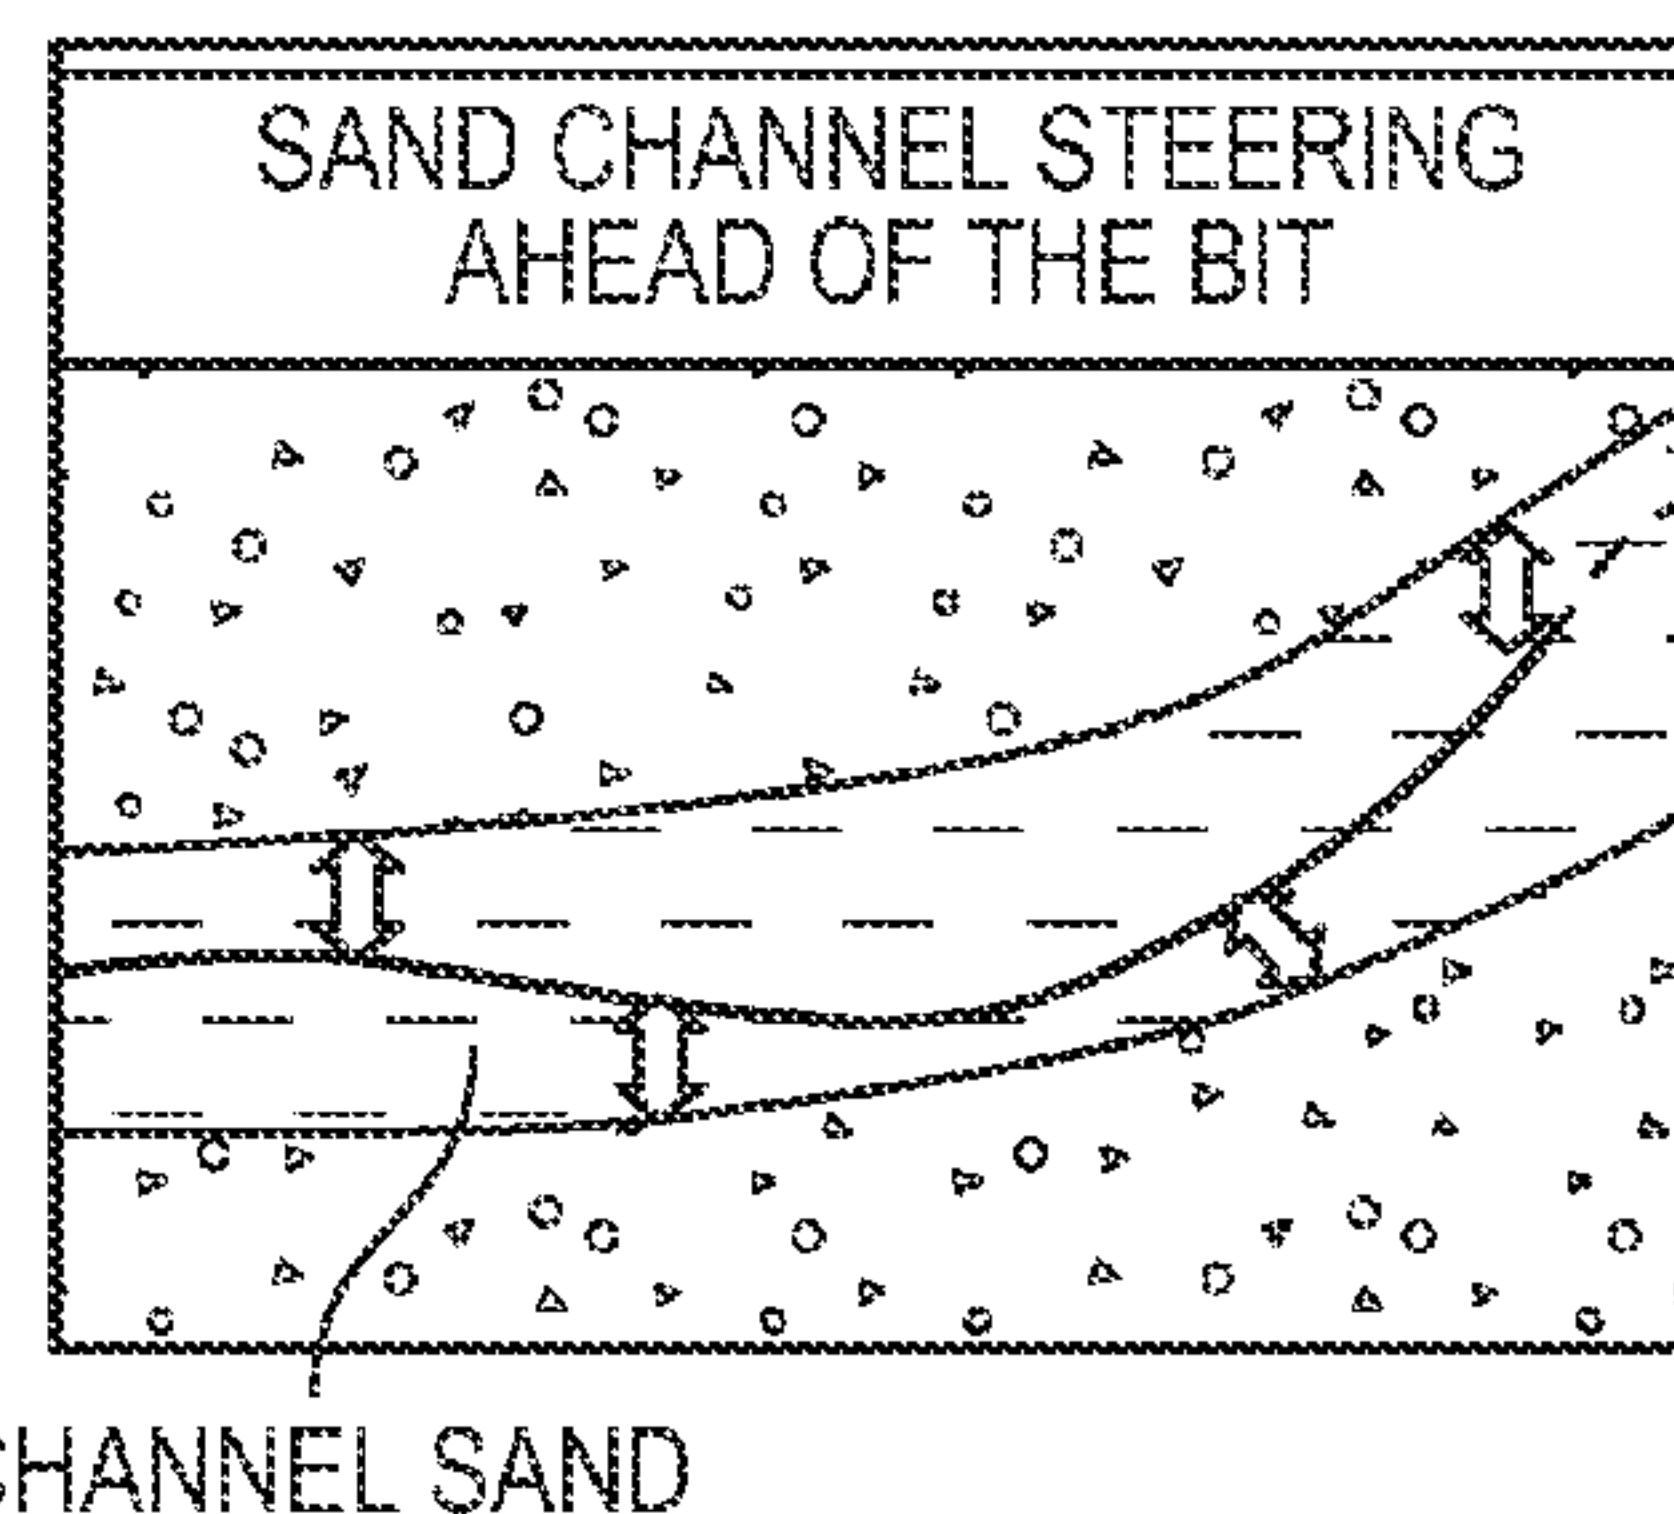 SAND CHANNEL STEERING
AHEAD OF THE BIT
CHANNEL SAND